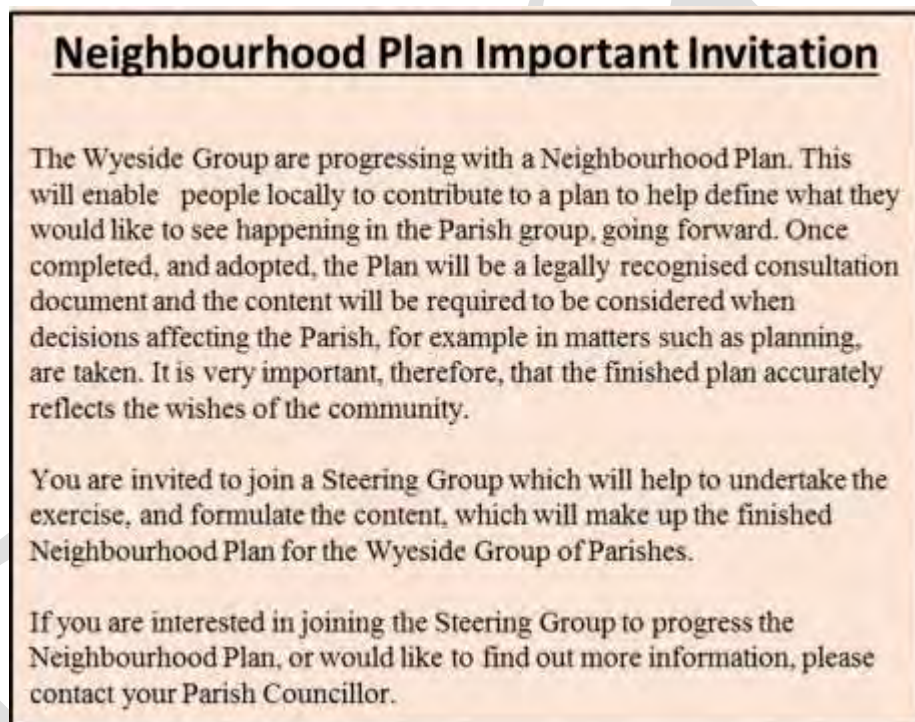 Neighbourhood Plan Important Invitation
The Wyeside Group are progressing with a Neighbourhood Plan. This
will enable people locally to contribute to a plan to help define what they
would like to see happening in the Parish group, going forward. Once
completed, and adopted, the Plan will be a legally recognised consultation
document and the content will be required to be considered when
decisions affecting the Parish, for example in matters such as planning,
are taken. It is very important, therefore, that the finished plan accurately
reflects the wishes of the community.
You are invited to join a Steering Group which will help to undertake the
exercise, and formulate the content, which will make up the finished
Neighbourhood Plan for the Wyeside Group of Parishes.
If you are interested in joining the Steering Group to progress the
Neighbourhood Plan, or would like to find out more information, please
contact your Parish Councillor.